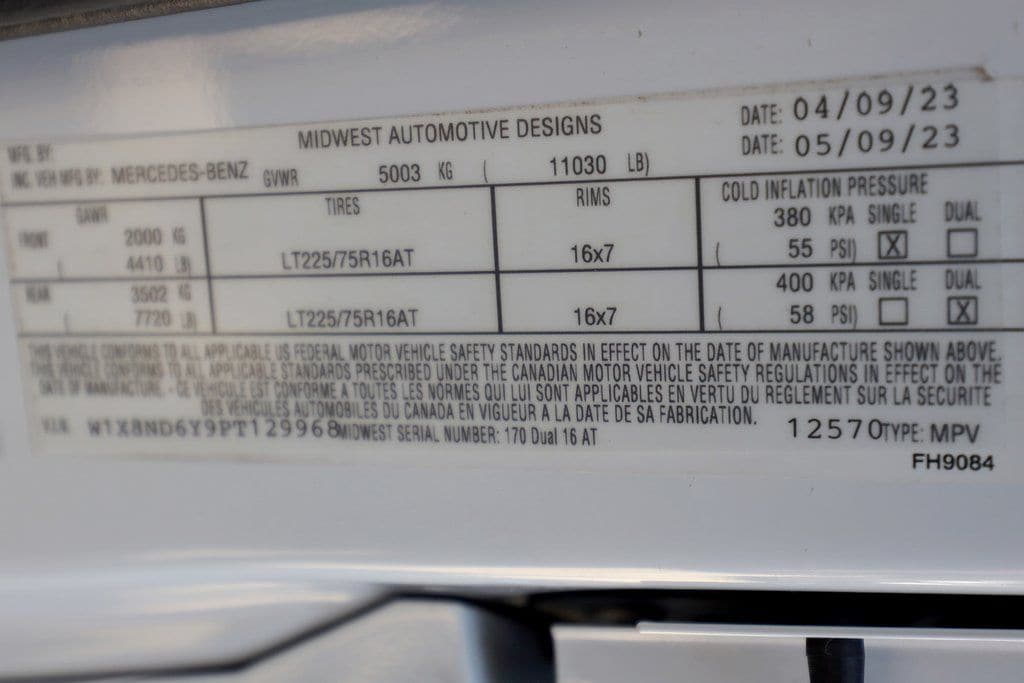 MFG. BY: MIDWEST AUTOMOTIVE DESIGNS DATE: 04/09/23
INC. VEH MFG BY: MERCEDES-BENZ DATE: 05/09/23
GVWR 5003 KG ( 11030 LB)
GAWR TIRES RIMS COLD INFLATION PRESSURE
FRONT 2000 KG 380 KPA SINGLE DUAL
( 4410 LB) LT225/75R16AT 16x7 ( 55 PSI) X
REAR 3502 KG 400 KPA SINGLE DUAL
( 7720 LB) LT225/75R16AT 16x7 ( 58 PSI) X
THIS VEHICLE CONFORMS TO ALL APPLICABLE US FEDERAL MOTOR VEHICLE SAFETY STANDARDS IN EFFECT ON THE DATE OF MANUFACTURE SHOWN ABOVE.
THIS VEHICLE CONFORMS TO ALL APPLICABLE STANDARDS PRESCRIBED UNDER THE CANADIAN MOTOR VEHICLE SAFETY REGULATIONS IN EFFECT ON THE
DATE OF MANUFACTURE - CE VEHICULE EST CONFORME A TOUTES LES NORMES QUI LUI SONT APPLICABLES EN VERTU DU REGLEMENT SUR LA SECURITE
DES VEHICULES AUTOMOBILES DU CANADA EN VIGUEUR A LA DATE DE SA FABRICATION.
V.I.N. W1X8ND6Y9PT129968 MIDWEST SERIAL NUMBER: 170 Dual 16 AT 12570 TYPE: MPV
FH9084